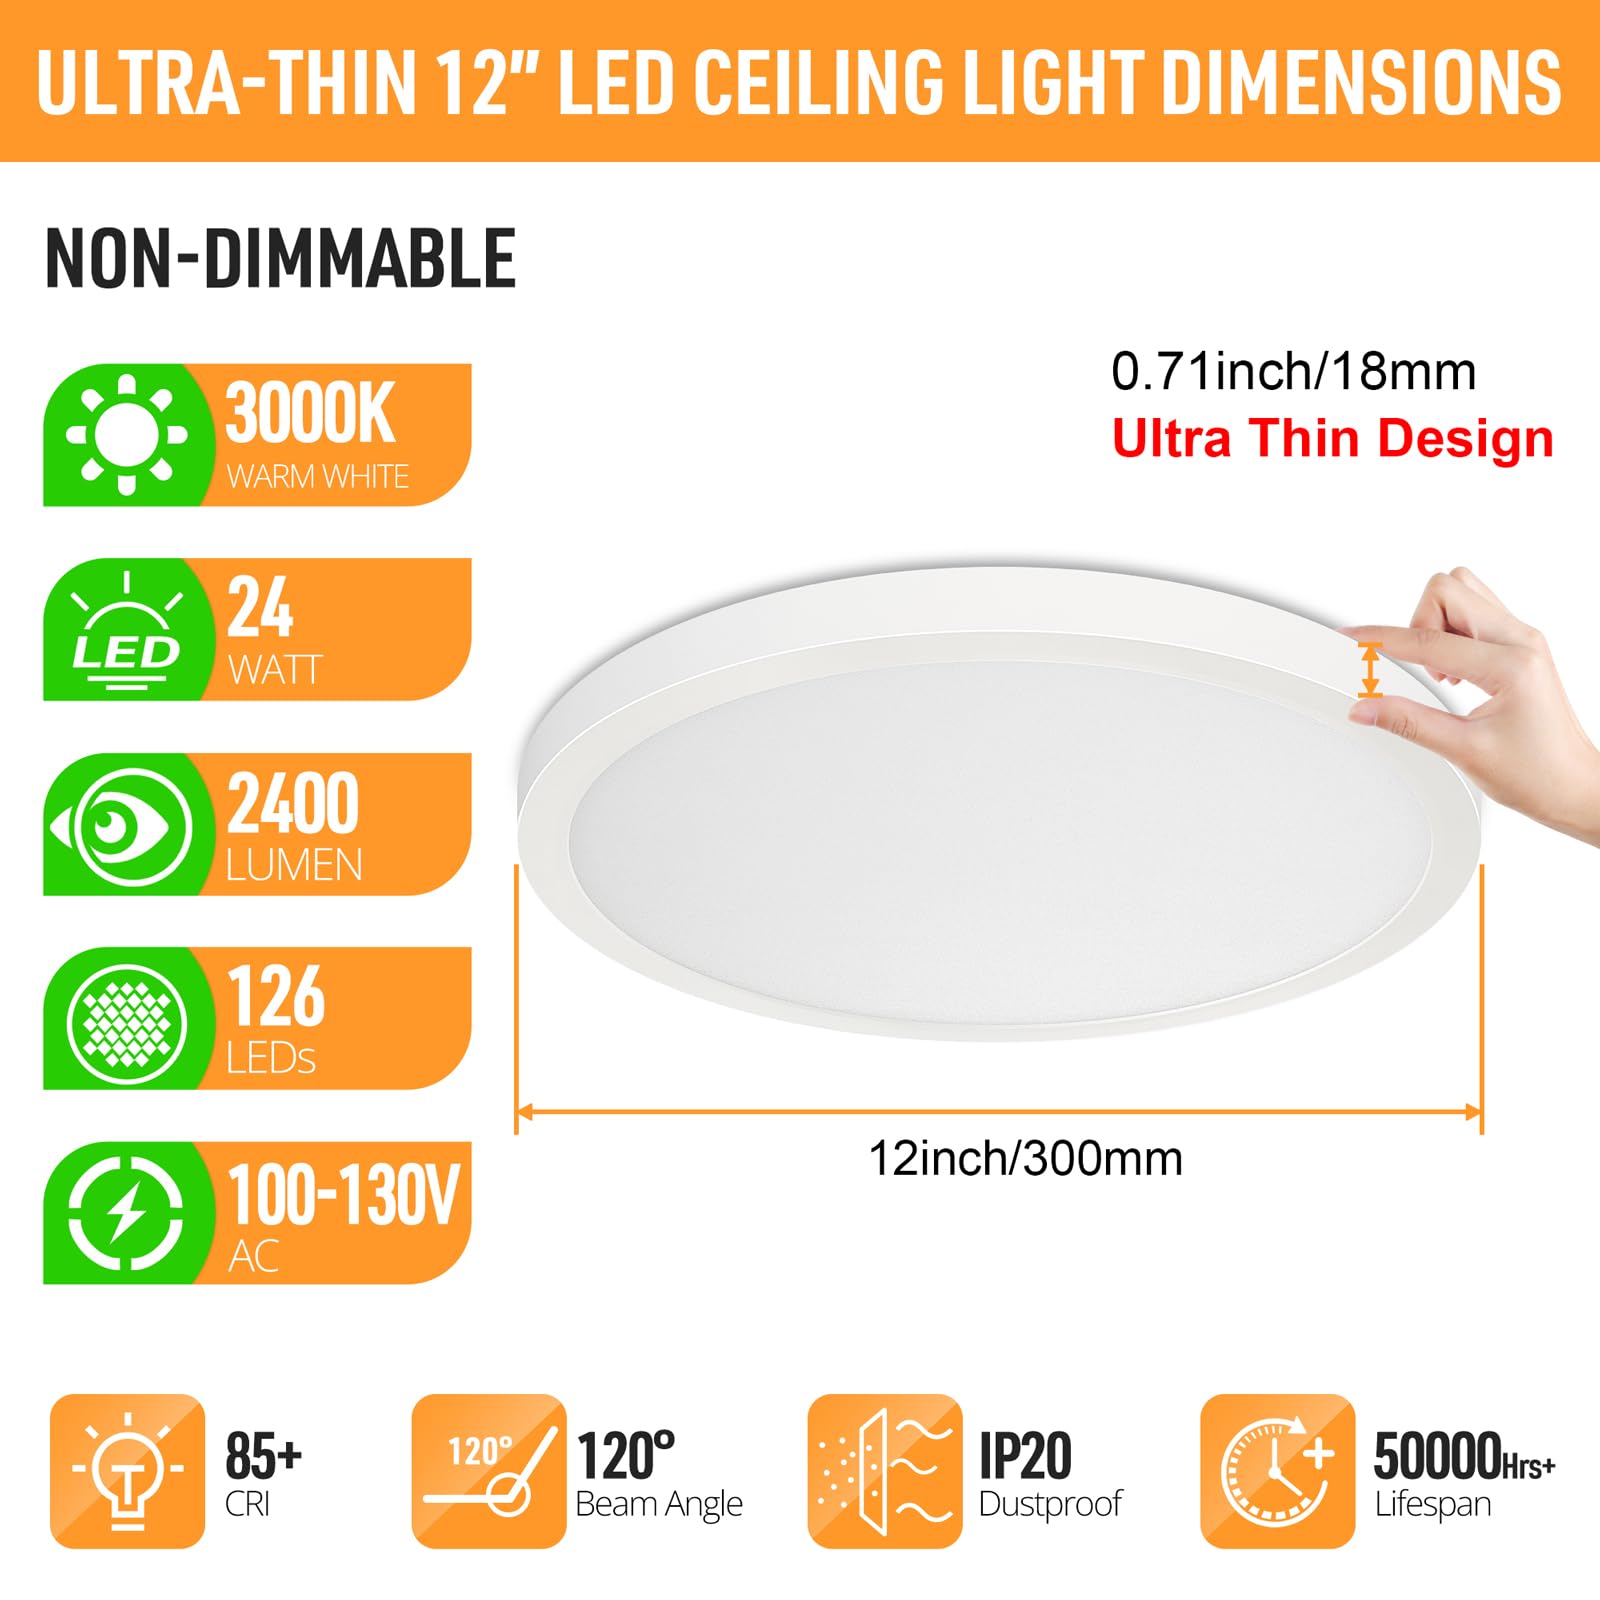 ULTRA-THIN 12" LED CEILING LIGHT DIMENSIONS
NON-DIMMABLE
0.71inch/18mm
Ultra Thin Design
3000K
WARM WHITE
LED
24
WATT
2400
LUMEN
126
LEDs
100-130V
AC
12inch/300mm
85+
CRI
120°
120°
Beam Angle
IP20
Dustproof
50000Hrs+
Lifespan